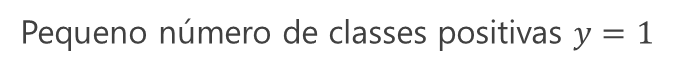 Pequeno número de classes positivas y = 1